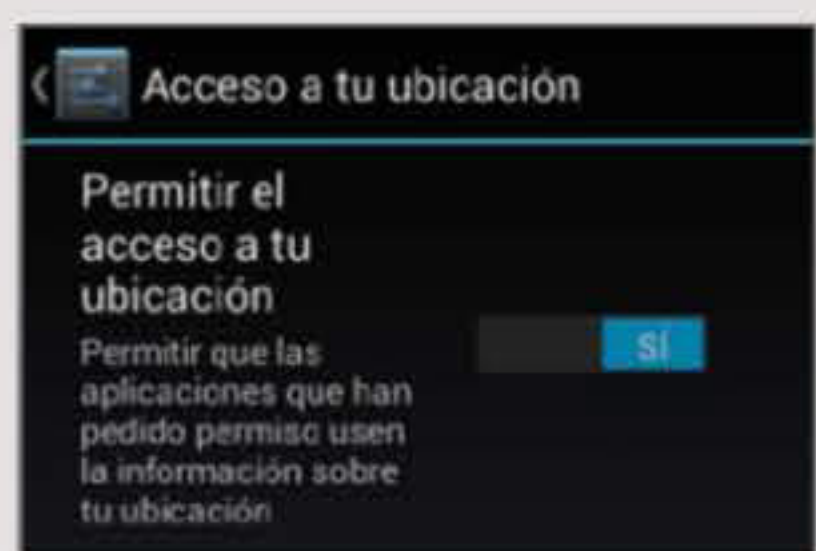 Acceso a tu ubicación
Permitir el
acceso a tu
ubicación
Permitir que las
aplicaciones que han
pedido permiso usen
la información sobre
tu ubicación
SÍ